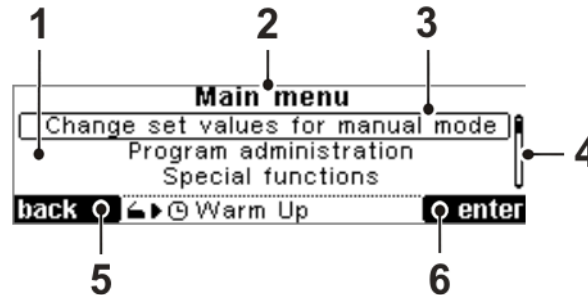 1 2 3
Main menu
Change set values for manual mode
Program administration
4
Special functions
back Warm Up enter
5 6